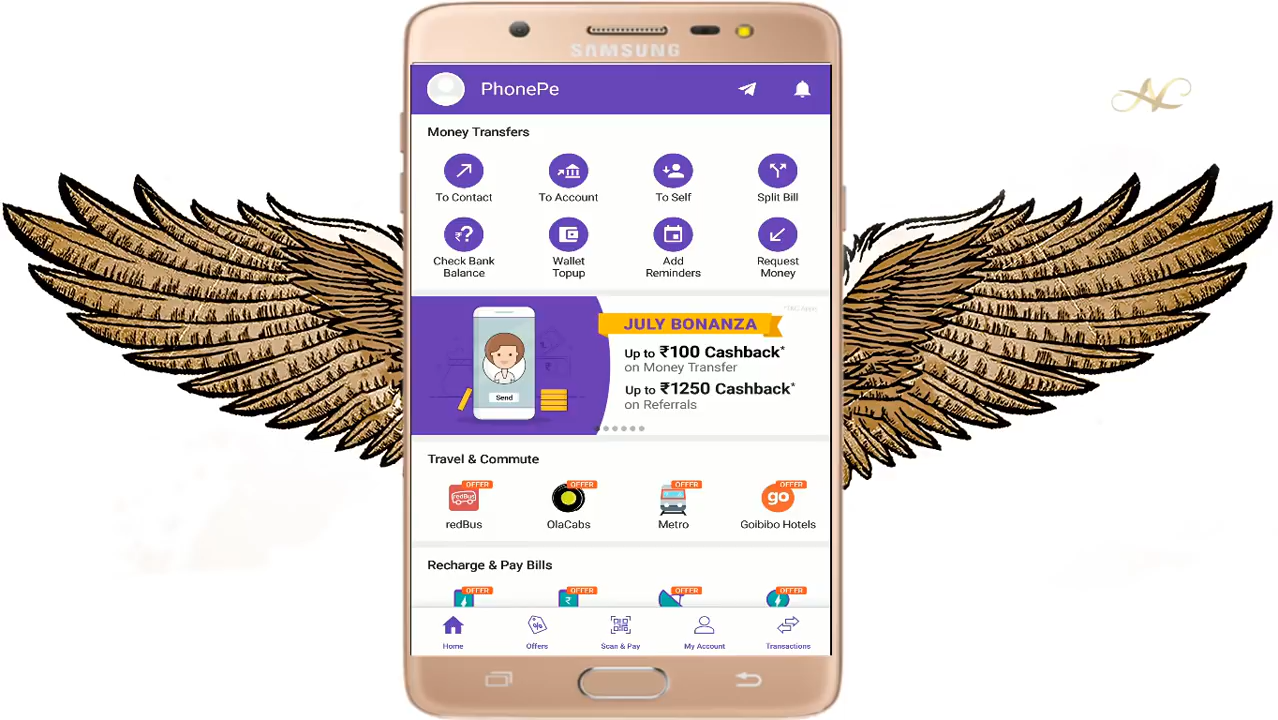 SAMSUNG
PhonePe
Money Transfers
To Contact
To Account
To Self
Split Bill
Check Bank
Balance
Wallet
Topup
Add
Reminders
Request
Money
JULY BONANZA
Up to ₹100 Cashback*
on Money Transfer
Up to ₹1250 Cashback*
on Referrals
Send
Travel & Commute
OFFER
OFFER
OFFER
OFFER
redBus
go
redBus
OlaCabs
Metro
Goibibo Hotels
Recharge & Pay Bills
OFFER
OFFER
OFFER
OFFER
Home
Offers
Scan & Pay
My Account
Transactions